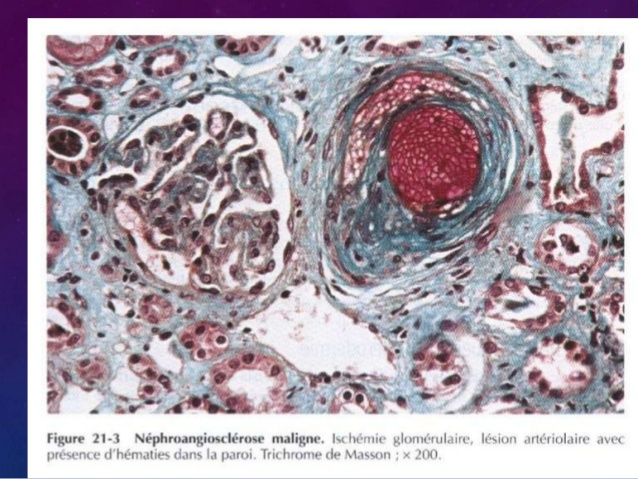 Figure 21-3 Néphroangiosclérose maligne. Ischémie glomérulaire, lésion artériolaire avec
présence d'hématies dans la paroi. Trichrome de Masson ; × 200.